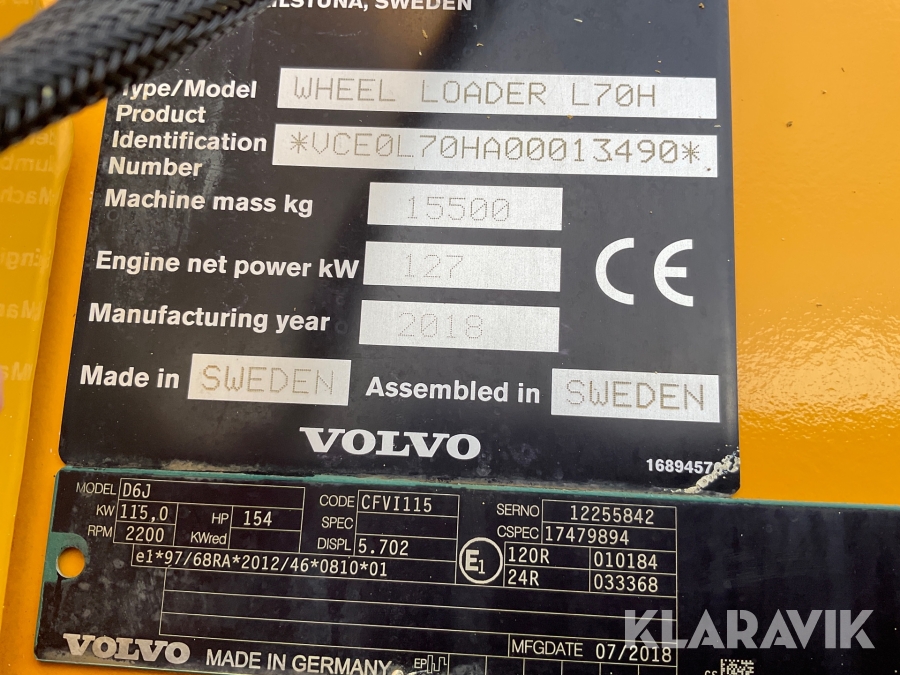 SWEDEN
Type/Model WHEEL LOADER L70H
Product
Identification *VCE0L70HA00013490*
Number
Machine mass kg 15500
Engine net power kW 127
CE
Manufacturing year 2018
Made in SWEDEN Assembled in SWEDEN
VOLVO
MODEL D6J CODE CFVI115 SERNO 12255842
KW 115,0 HP 154 SPEC CSPEC 17479894
RPM 2200 KWred DISPL 5.702 E1 120R 010184
e1*97/68RA*2012/46*0810*01 24R 033368
KLARAVIK
VOLVO MADE IN GERMANY EP MFGDATE 07/2018